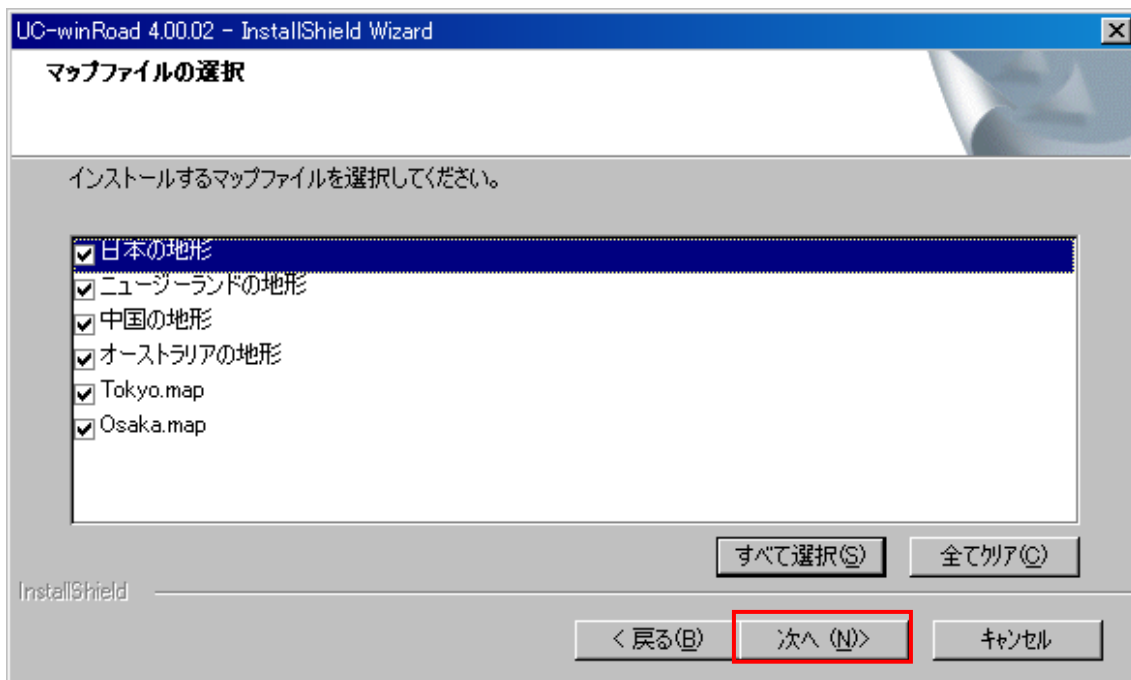 UC-winRoad 4.00.02 - InstallShield Wizard
マップファイルの選択
インストールするマップファイルを選択してください。
日本の地形
ニュージーランドの地形
中国の地形
オーストラリアの地形
Tokyo.map
Osaka.map
すべて選択(S) 全てクリア(C)
InstallShield
< 戻る(B) 次へ (N)> キャンセル